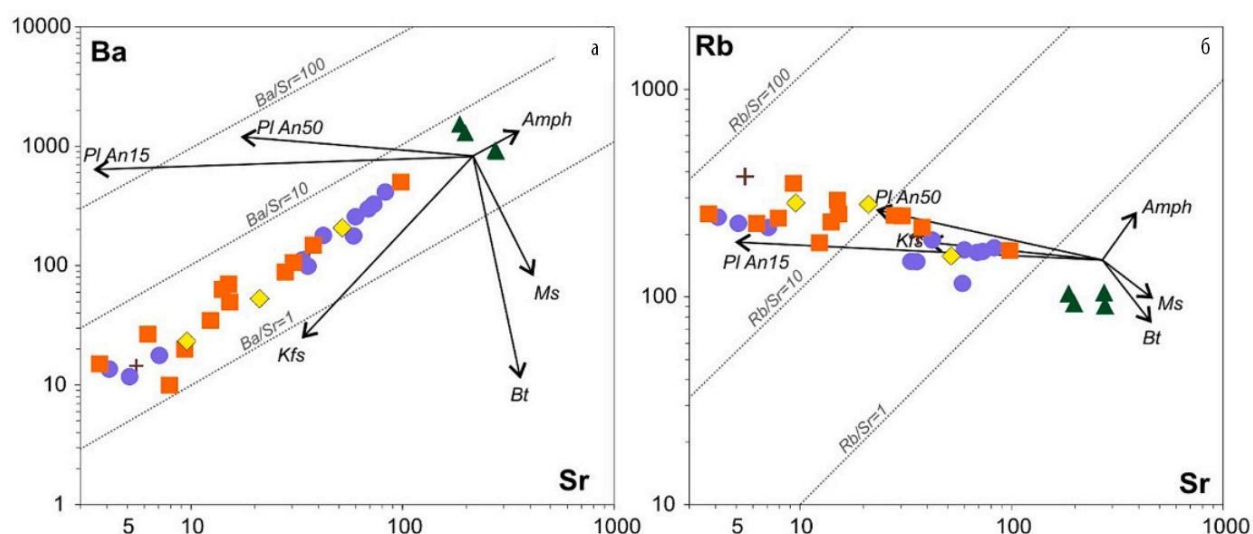 10000
Ba
а
Ba/Sr=100
1000
Pl An50
Amph
Pl An15
Ba/Sr=10
100
Ms
Ba/Sr=1
Kfs
10
Bt
Sr
1
5
10
100
1000
Rb
б
1000
Rb/Sr=100
Pl An50
Amph
Kfs
Pl An15
Rb/Sr=10
Ms
100
Bt
Rb/Sr=1
Sr
10
5
10
100
1000